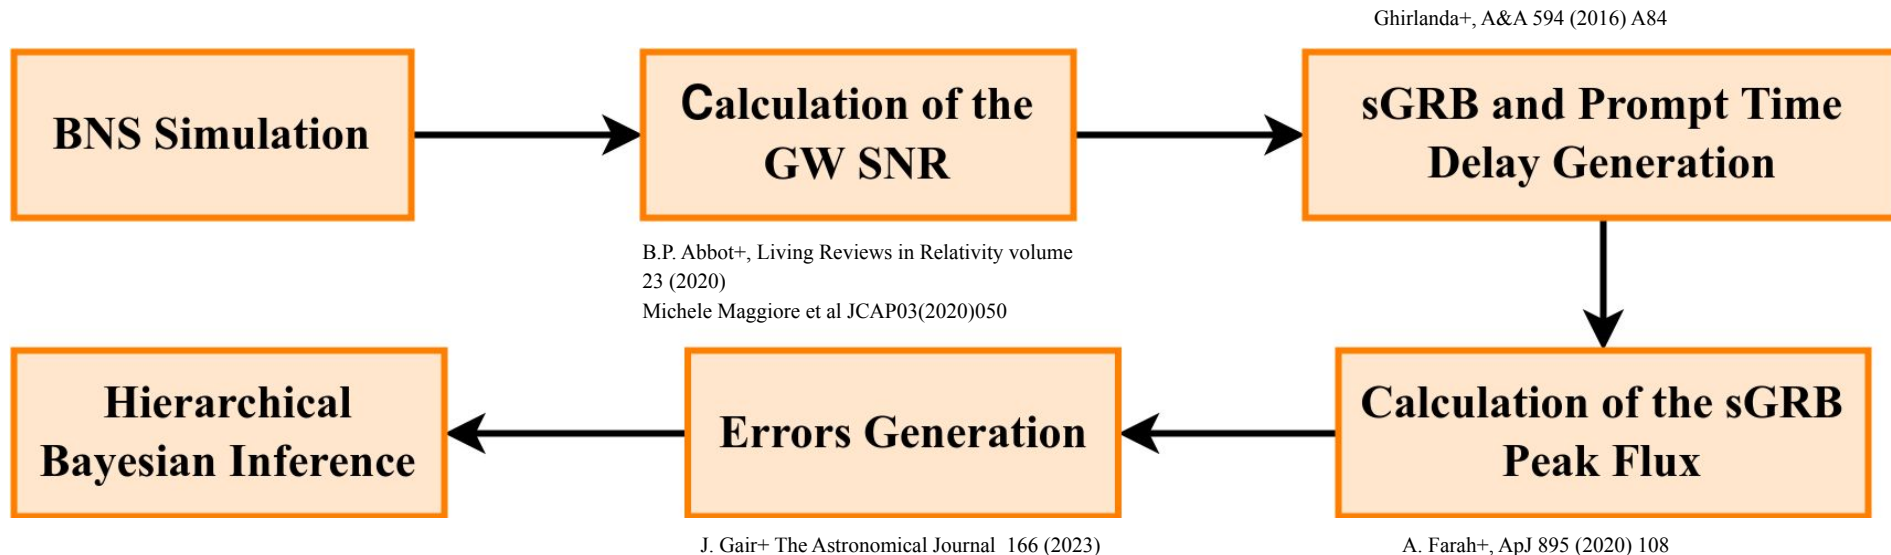 Ghirlanda+, A&A 594 (2016) A84
BNS Simulation
Calculation of the
GW SNR
sGRB and Prompt Time
Delay Generation
B.P. Abbot+, Living Reviews in Relativity volume
23 (2020)
Michele Maggiore et al JCAP03(2020)050
Hierarchical
Bayesian Inference
Errors Generation
Calculation of the sGRB
Peak Flux
J. Gair+ The Astronomical Journal 166 (2023)
A. Farah+, ApJ 895 (2020) 108